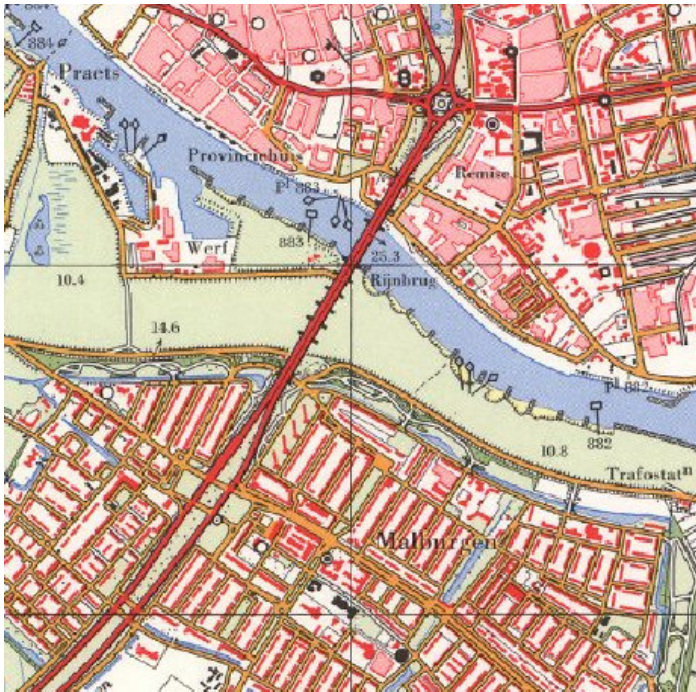 884
Praets
Provinciehuis
Pl 883
Remise
883
Werf
25.3
10.4
Rijnbrug
14.6
Pl 882
10.8
882
Trafostatn
Malburgen